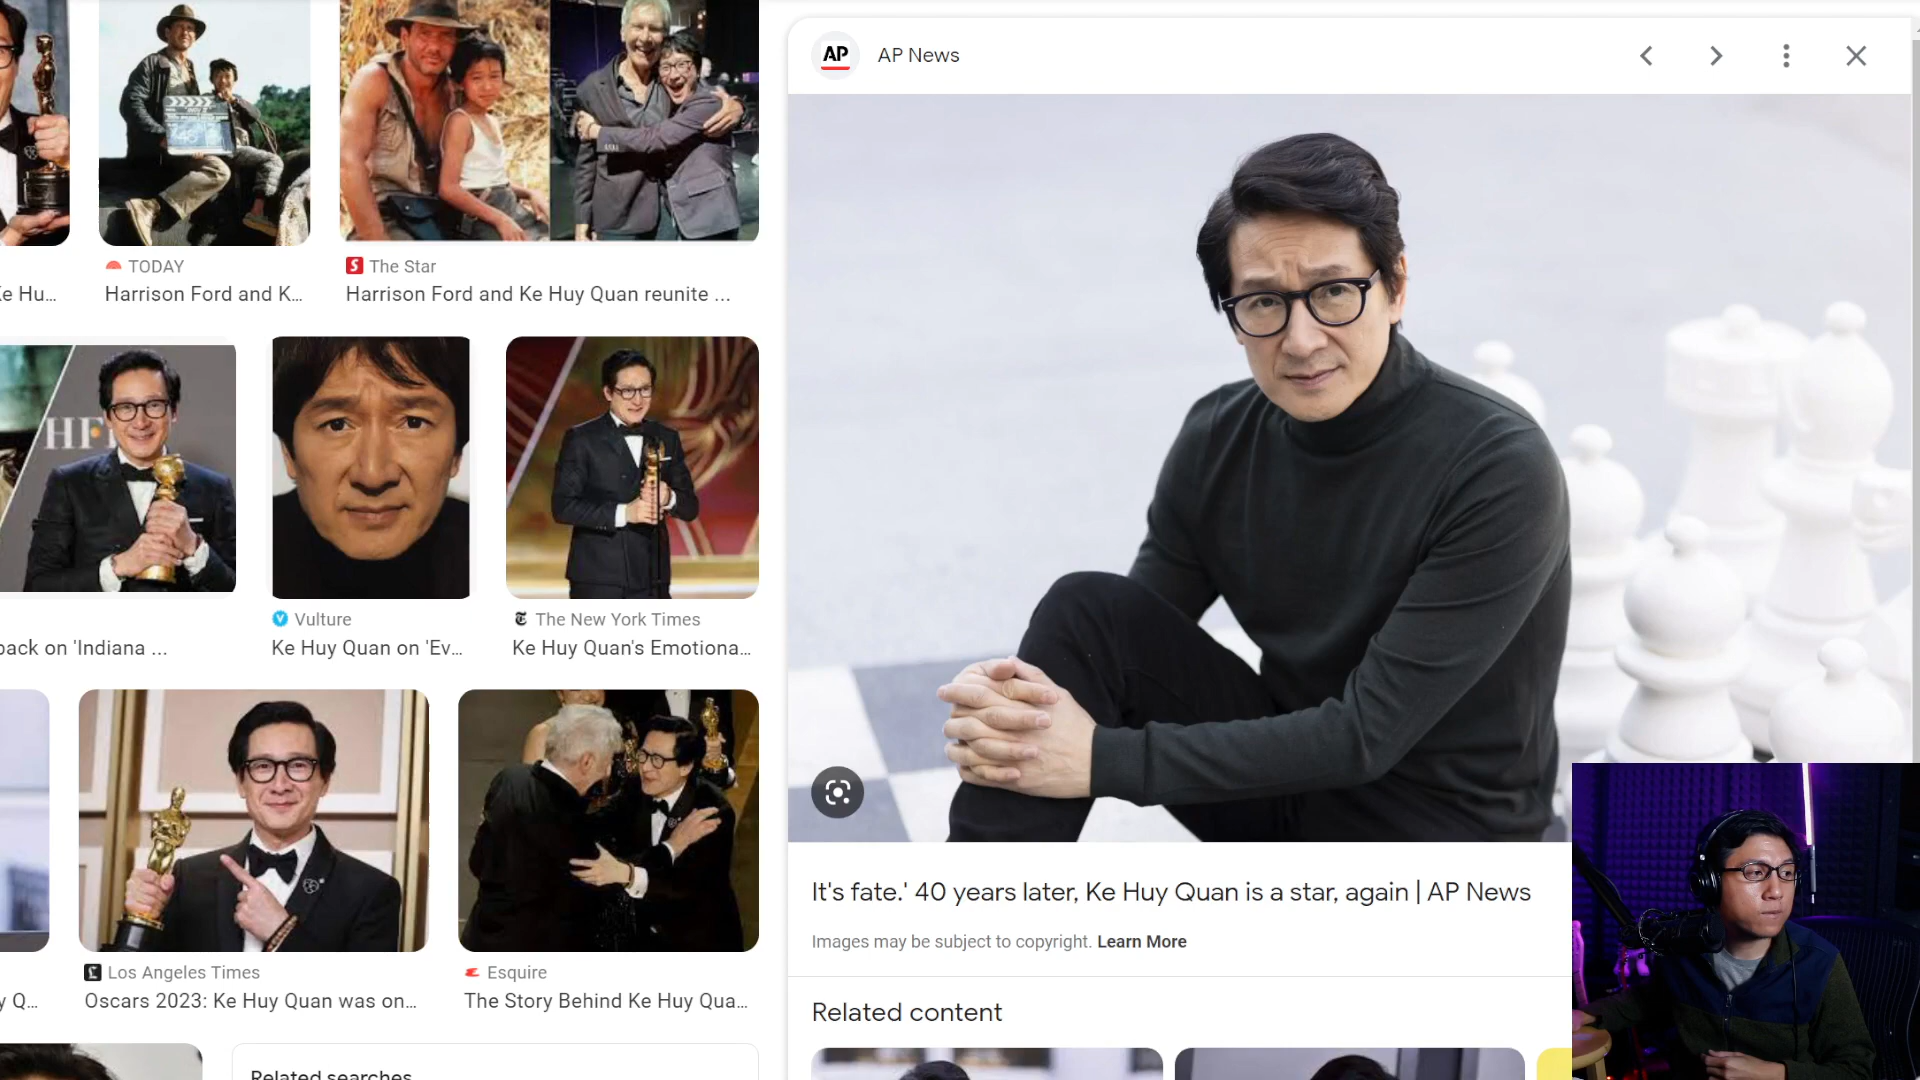 AP
AP News
TODAY
The Star
e Hu...
Harrison Ford and K...
Harrison Ford and Ke Huy Quan reunite ...
HF
Vulture
The New York Times
back on 'Indiana ...
Ke Huy Quan on 'Ev...
Ke Huy Quan's Emotiona...
It's fate.' 40 years later, Ke Huy Quan is a star, again | AP News
Images may be subject to copyright. Learn More
Los Angeles Times
Esquire
y Q...
Oscars 2023: Ke Huy Quan was on...
The Story Behind Ke Huy Qua...
Related content
Related searches